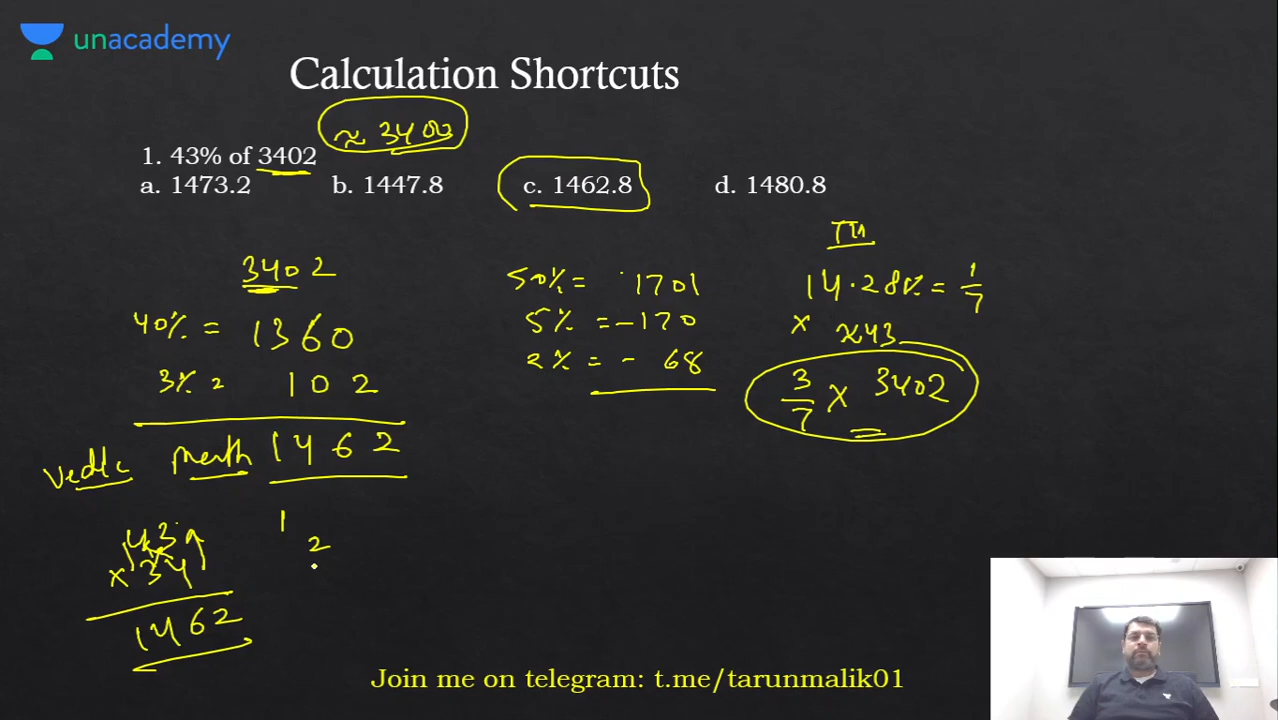 unacademy
Calculation Shortcuts
≈ 3400
1. 43% of 3402
a. 1473.2 b. 1447.8 c. 1462.8 d. 1480.8
3402
40% = 1360
3% = 102
1462
Vedic Math
43
x 34
1462
1
2
50% = 1701
5% = -170
2% = - 68
14.28% = 1/7
x ≈43
3/7 x 3402
Join me on telegram: t.me/tarunmalik01